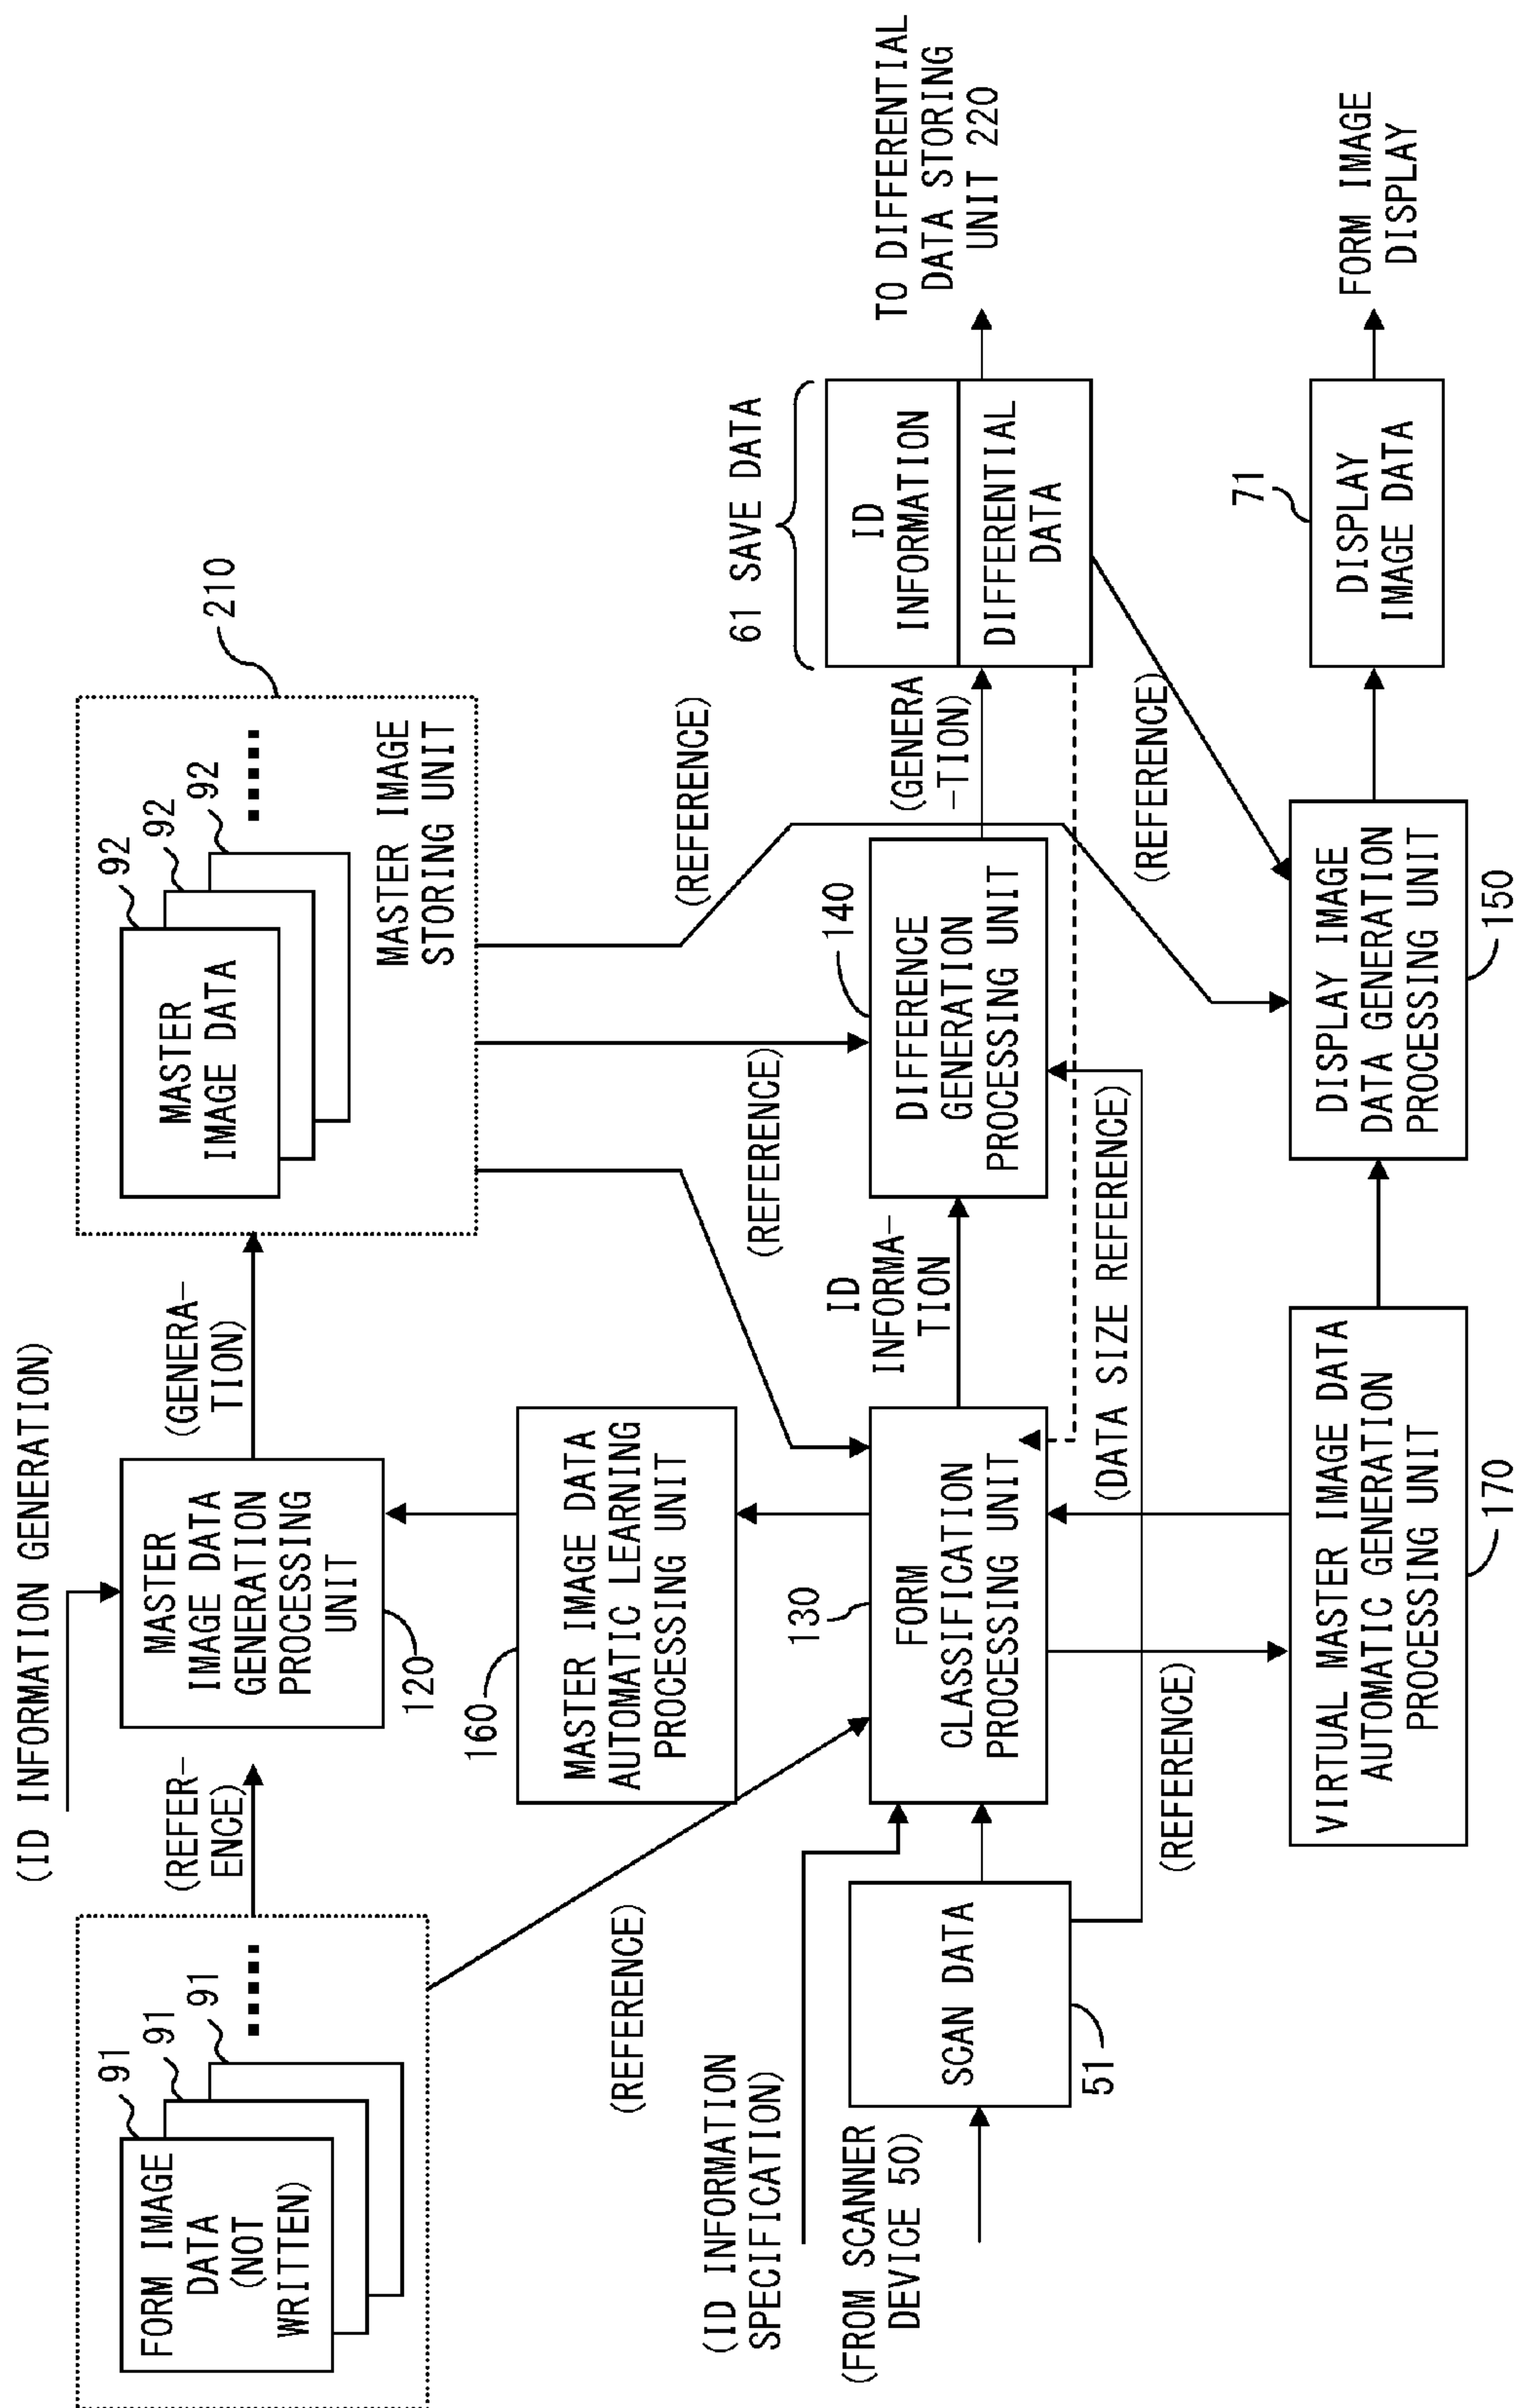 (ID INFORMATION GENERATION)
91
91
91
FORM IMAGE
DATA
(NOT
WRITTEN)
(REFER-
ENCE)
MASTER
IMAGE DATA
GENERATION
PROCESSING
UNIT
120
(GENERA-
TION)
92
92
92
MASTER
IMAGE DATA
MASTER IMAGE
STORING UNIT
210
160
MASTER IMAGE DATA
AUTOMATIC LEARNING
PROCESSING UNIT
(REFERENCE)
(REFERENCE)
(REFERENCE)
(ID INFORMATION
SPECIFICATION)
(FROM SCANNER
DEVICE 50)
SCAN DATA
51
130
FORM
CLASSIFICATION
PROCESSING UNIT
ID
INFORMA-
TION
140
DIFFERENCE
GENERATION
PROCESSING UNIT
(GENERA
-TION)
61 SAVE DATA
ID
INFORMATION
DIFFERENTIAL
DATA
TO DIFFERENTIAL
DATA STORING
UNIT 220
(DATA SIZE REFERENCE)
(REFERENCE)
(REFERENCE)
VIRTUAL MASTER IMAGE DATA
AUTOMATIC GENERATION
PROCESSING UNIT
170
DISPLAY IMAGE
DATA GENERATION
PROCESSING UNIT
150
71
DISPLAY
IMAGE DATA
FORM IMAGE
DISPLAY